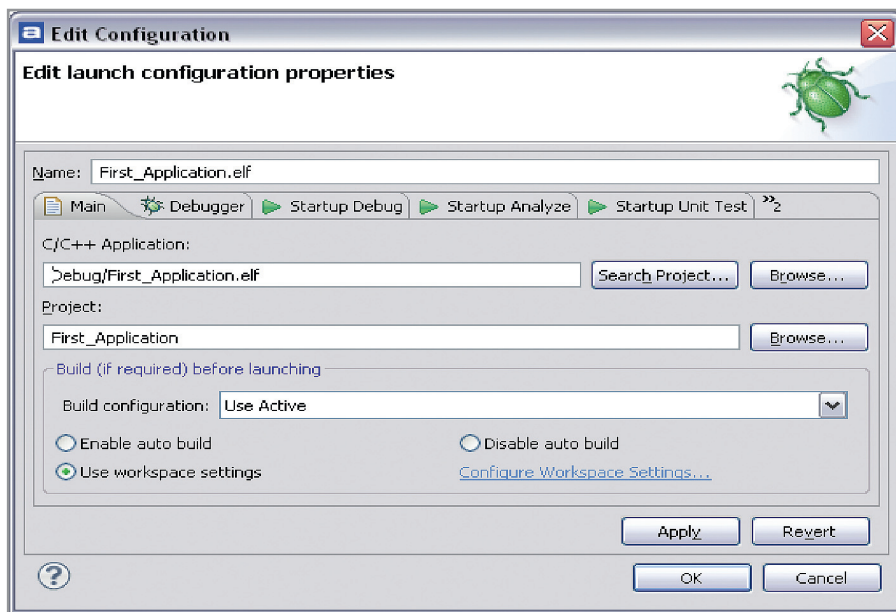 a Edit Configuration
Edit launch configuration properties
Name: First_Application.elf
Main Debugger Startup Debug Startup Analyze Startup Unit Test »2
C/C++ Application:
Debug/First_Application.elf Search Project... Browse...
Project:
First_Application Browse...
Build (if required) before launching
Build configuration: Use Active
Enable auto build Disable auto build
Use workspace settings Configure Workspace Settings...
Apply Revert
? OK Cancel